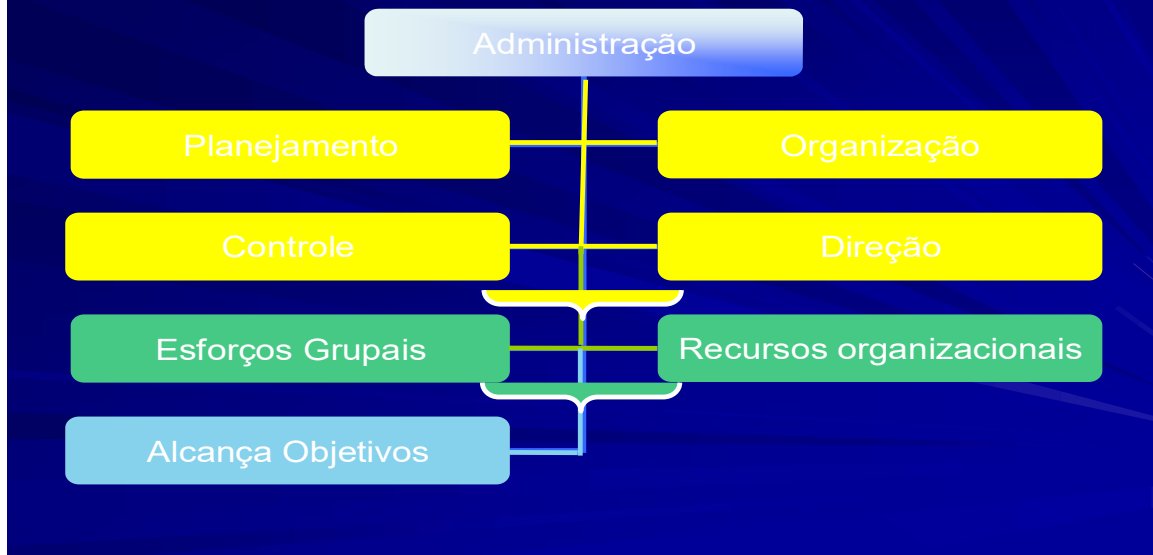 Administração
Planejamento
Organização
Controle
Direção
Esforços Grupais
Recursos organizacionais
Alcança Objetivos